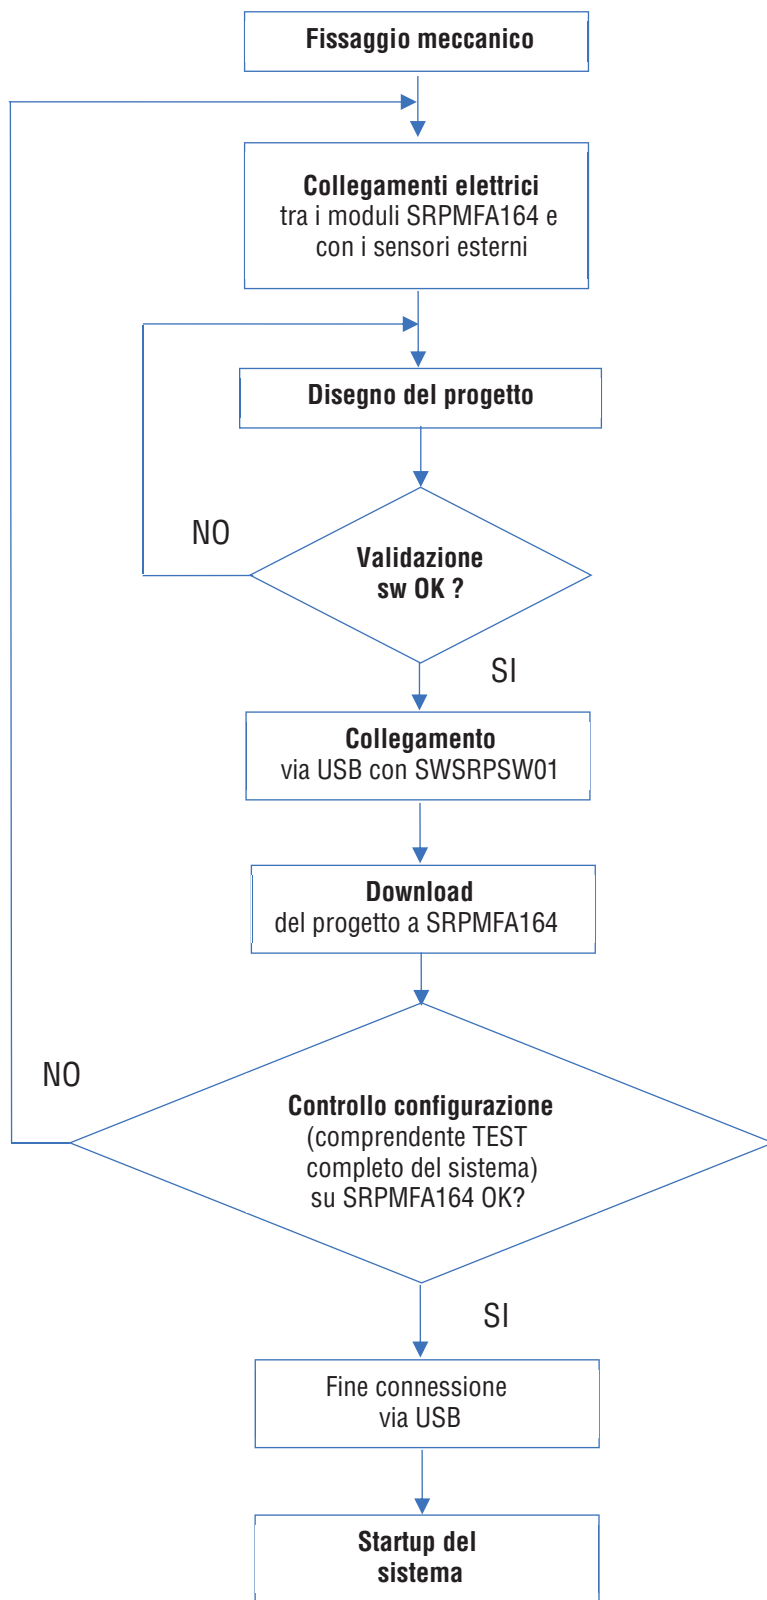 Fissaggio meccanico
Collegamenti elettrici
tra i moduli SRPMFA164 e
con i sensori esterni
Disegno del progetto
NO
Validazione
sw OK ?
SI
Collegamento
via USB con SWSRPSW01
Download
del progetto a SRPMFA164
NO
Controllo configurazione
(comprendente TEST
completo del sistema)
su SRPMFA164 OK?
SI
Fine connessione
via USB
Startup del
sistema